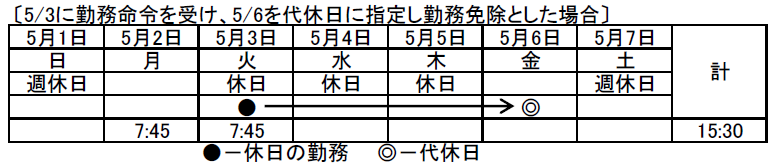 〔5/3に勤務命令を受け、5/6を代休日に指定し勤務免除とした場合〕
5月1日 5月2日 5月3日 5月4日 5月5日 5月6日 5月7日 計
日 月 火 水 木 金 土
週休日 休日 休日 休日 週休日
● ◎
7:45 7:45 15:30
●－休日の勤務 ◎－代休日